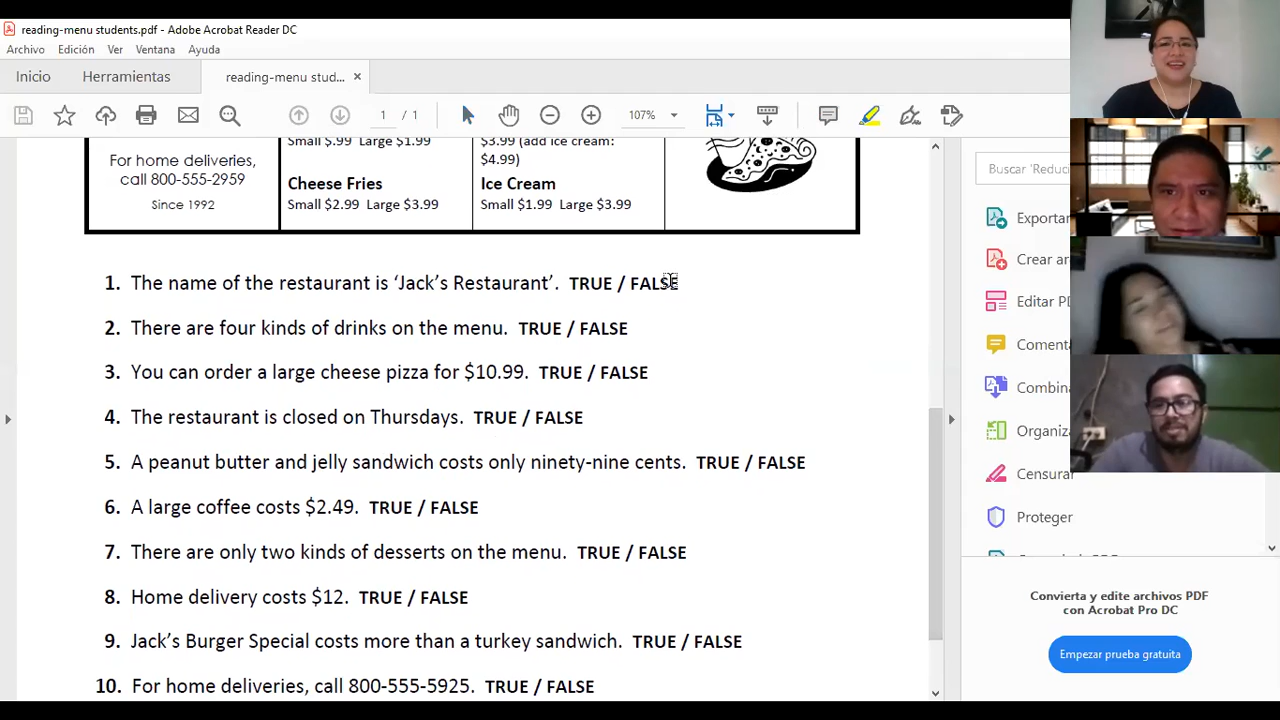 reading-menu students.pdf - Adobe Acrobat Reader DC
Archivo Edición Ver Ventana Ayuda
Inicio Herramientas reading-menu stud... ×
1 / 1 107%
Small $.99 Large $1.99
$3.99 (add ice cream:
$4.99)
For home deliveries,
call 800-555-2959
Since 1992
Cheese Fries
Small $2.99 Large $3.99
Ice Cream
Small $1.99 Large $3.99
1. The name of the restaurant is ‘Jack’s Restaurant’. TRUE / FALSE
2. There are four kinds of drinks on the menu. TRUE / FALSE
3. You can order a large cheese pizza for $10.99. TRUE / FALSE
4. The restaurant is closed on Thursdays. TRUE / FALSE
5. A peanut butter and jelly sandwich costs only ninety-nine cents. TRUE / FALSE
6. A large coffee costs $2.49. TRUE / FALSE
7. There are only two kinds of desserts on the menu. TRUE / FALSE
8. Home delivery costs $12. TRUE / FALSE
9. Jack’s Burger Special costs more than a turkey sandwich. TRUE / FALSE
10. For home deliveries, call 800-555-5925. TRUE / FALSE
Buscar 'Reduc
Exportar
Crear ar
Editar PD
Coment
Combina
Organiza
Censurar
Proteger
Convierta y edite archivos PDF
con Acrobat Pro DC
Empezar prueba gratuita